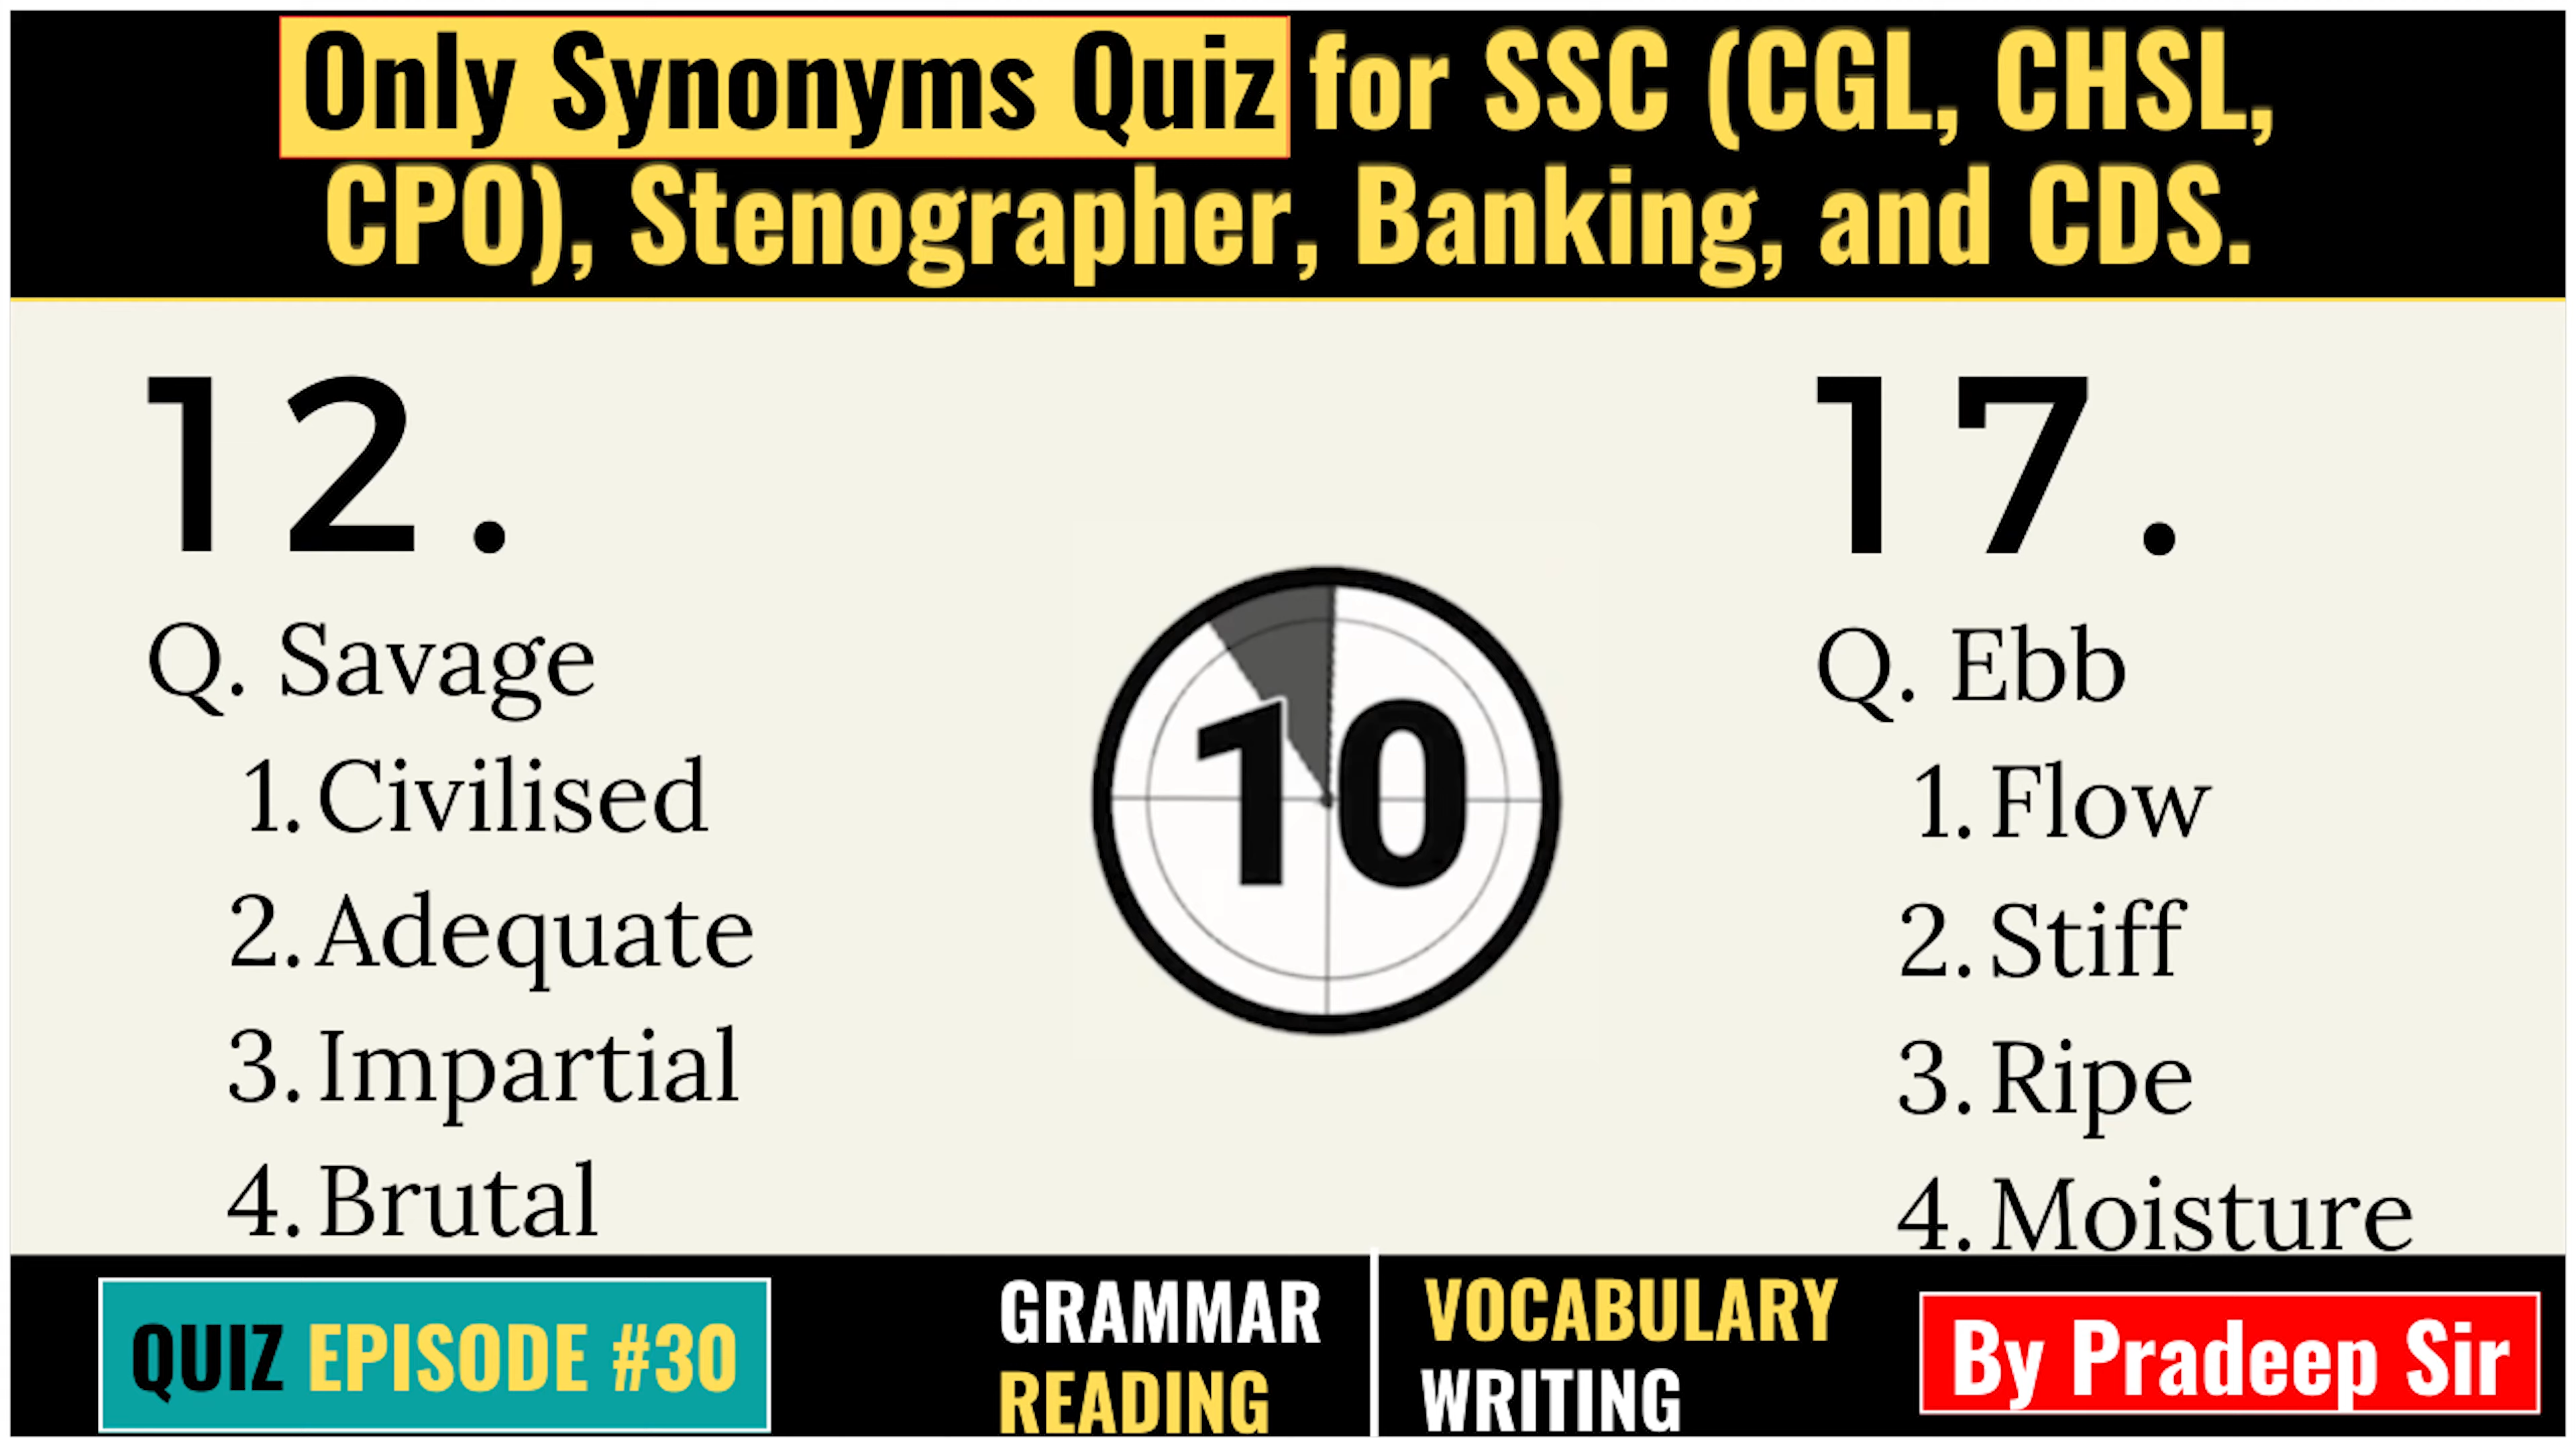 Only Synonyms Quiz for SSC (CGL, CHSL,
CPO), Stenographer, Banking, and CDS.
12.
Q. Savage
1. Civilised
2. Adequate
3. Impartial
4. Brutal
10
17.
Q. Ebb
1. Flow
2. Stiff
3. Ripe
4. Moisture
QUIZ EPISODE #30
GRAMMAR
READING
VOCABULARY
WRITING
By Pradeep Sir